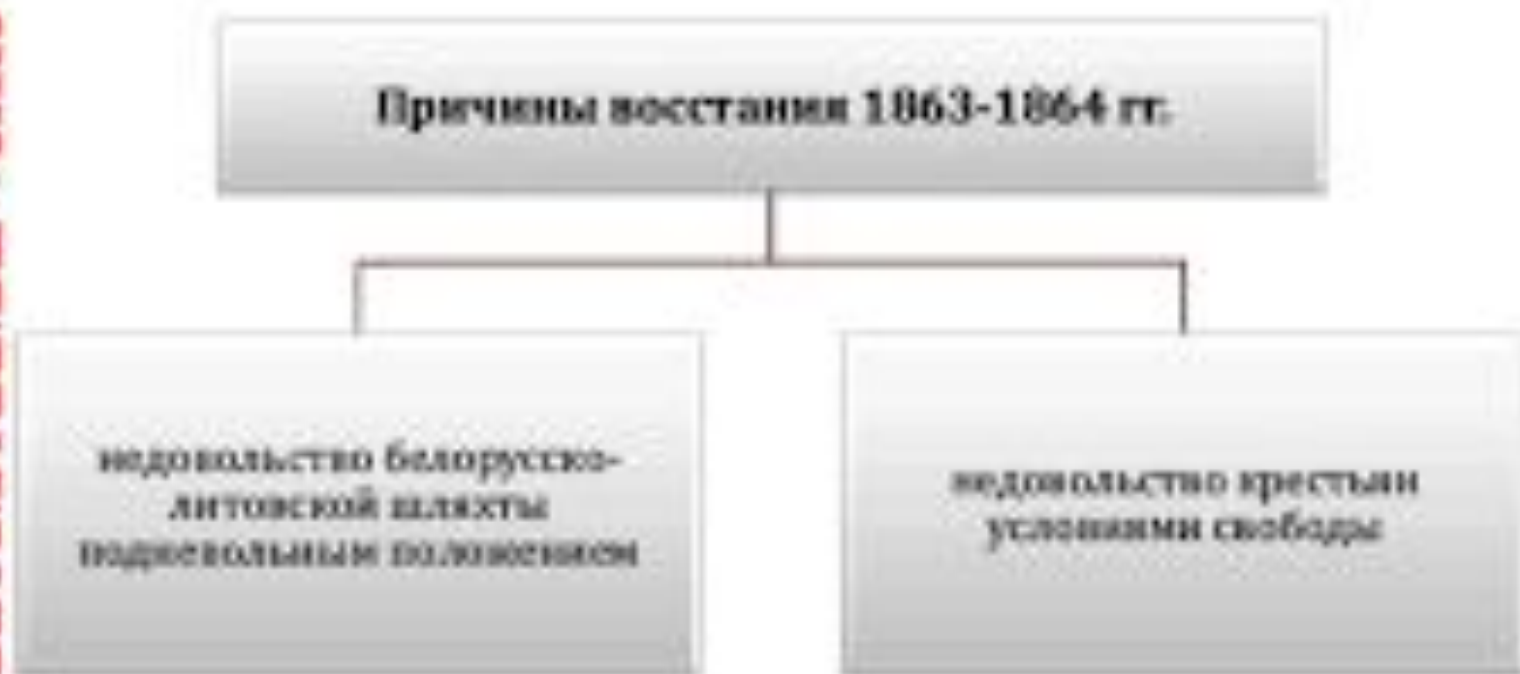 Причины восстания 1863-1864 гг.
недовольство белорусско-
литовской шляхты
подневольным положением
недовольство крестьян
условиями свободы